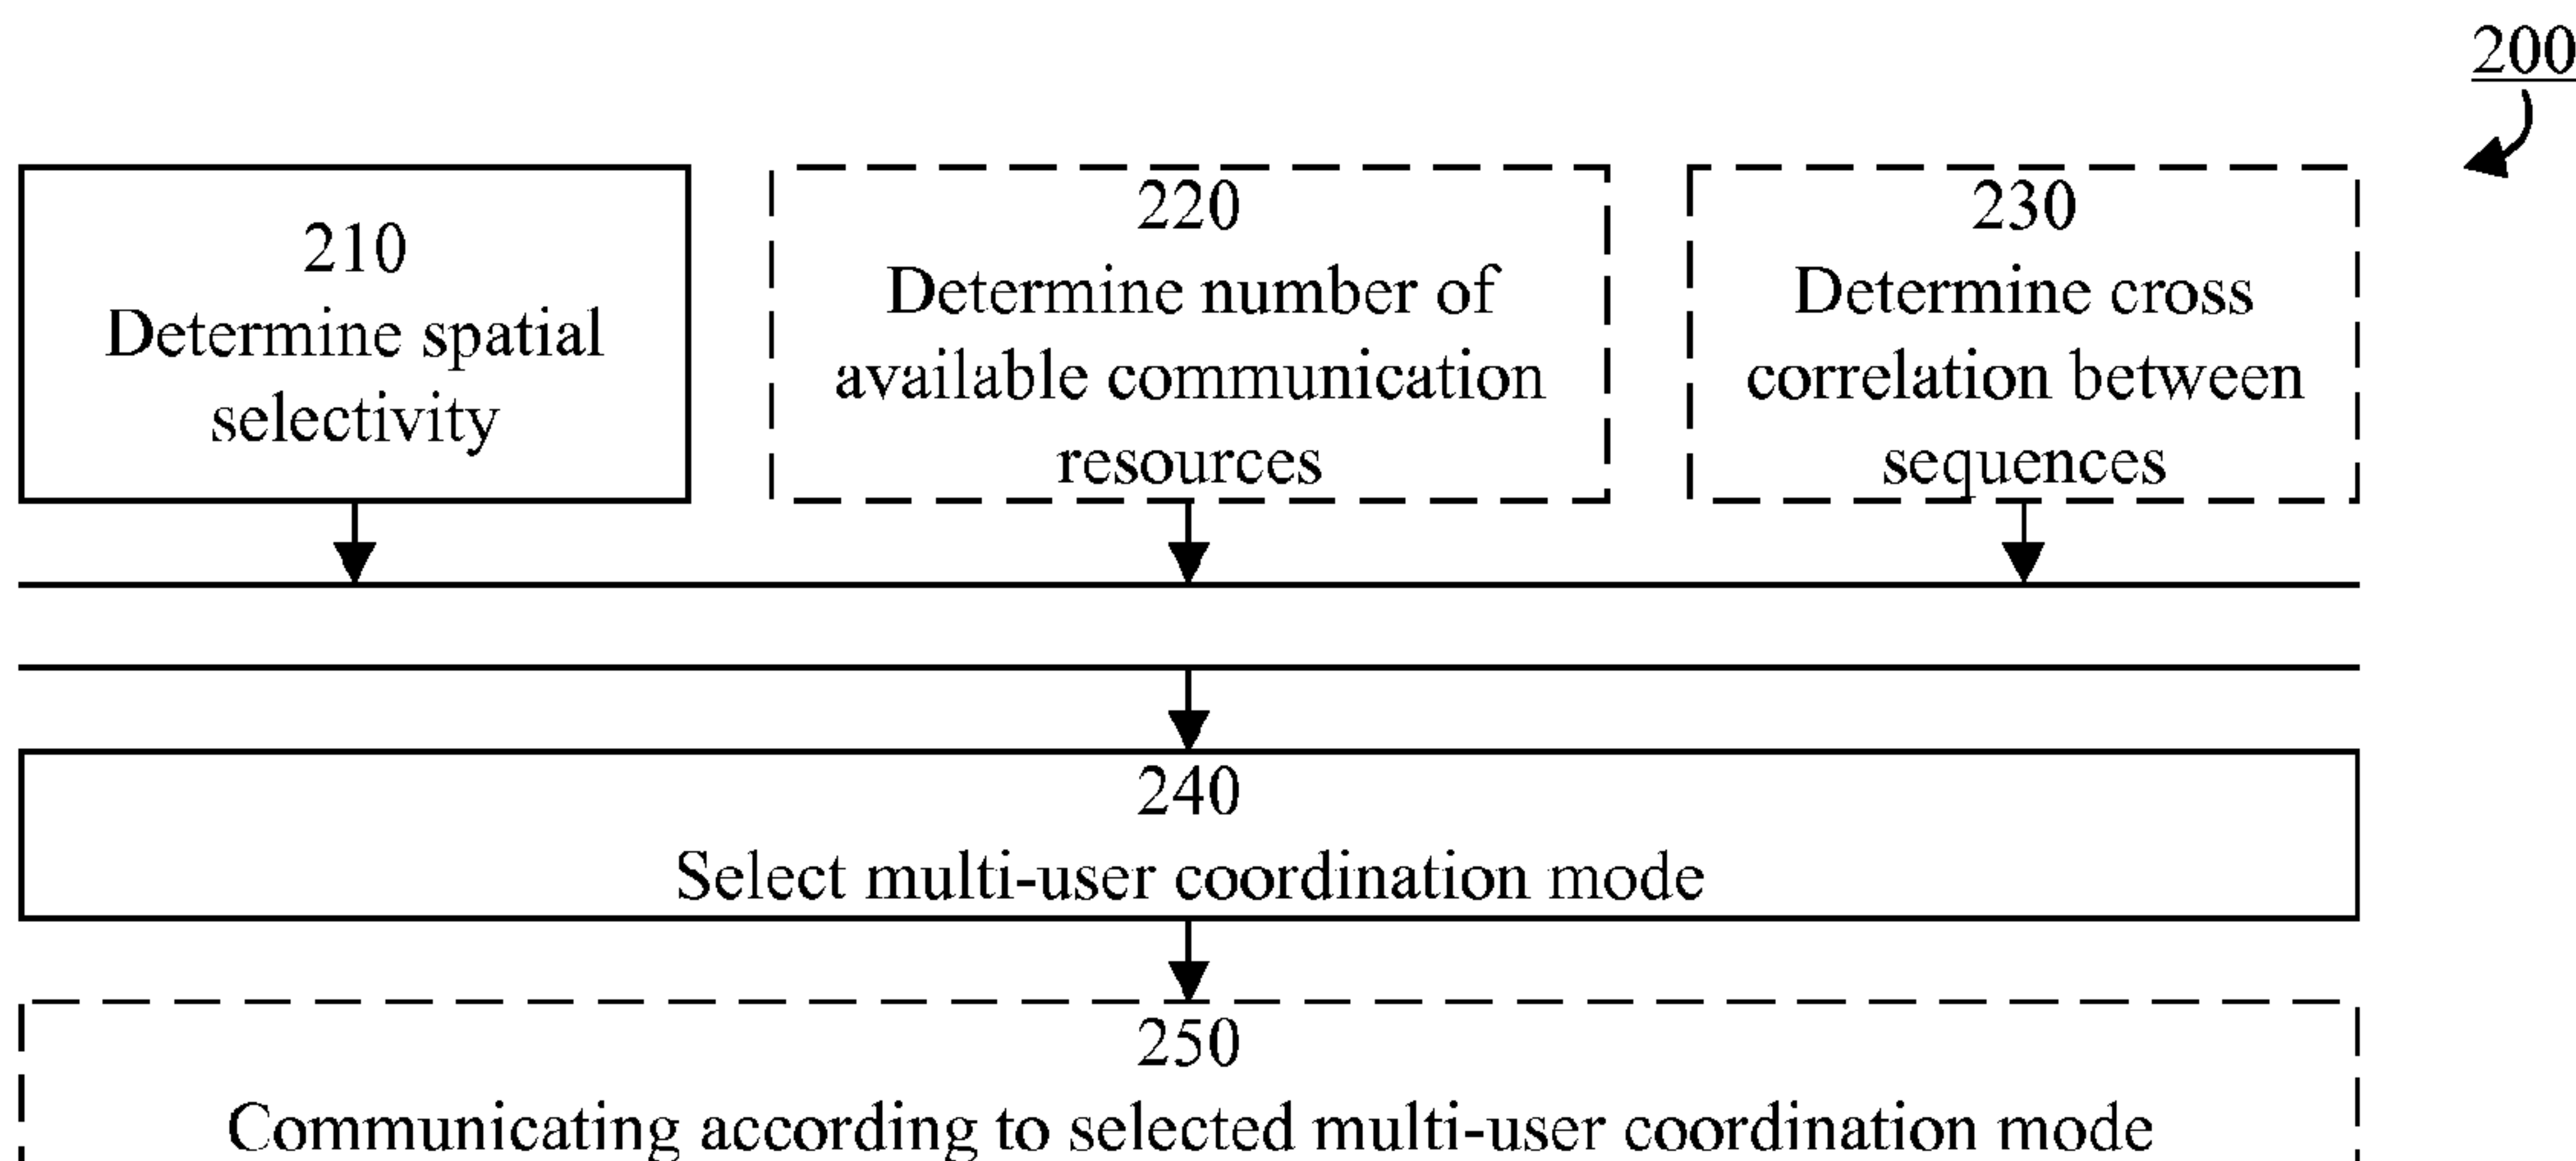 200
210
Determine spatial
selectivity
220
Determine number of
available communication
resources
230
Determine cross
correlation between
sequences
240
Select multi-user coordination mode
250
Communicating according to selected multi-user coordination mode